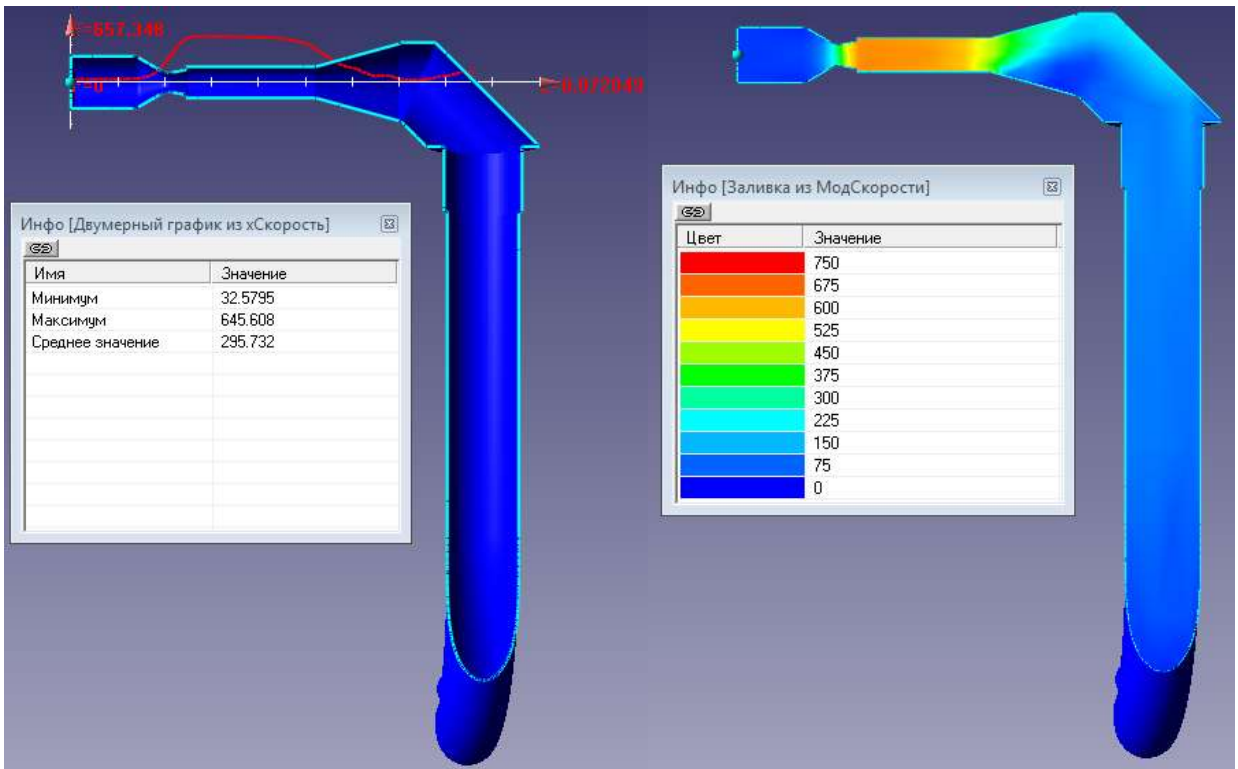 =657.348
=0
=0.072049
Инфо [Двумерный график из хСкорость]
Имя Значение
Минимум 32.5795
Максимум 645.608
Среднее значение 295.732
Инфо [Заливка из МодСкорости]
Цвет Значение
750
675
600
525
450
375
300
225
150
75
0